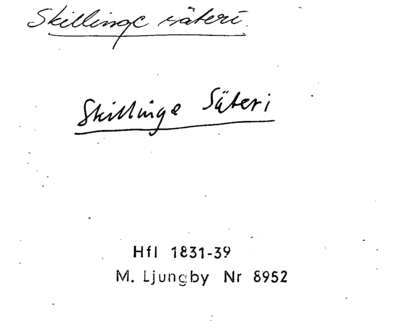 Skillinge säteri.
Skillinge Säteri
Hfl 1831-39
M. Ljungby Nr 8952